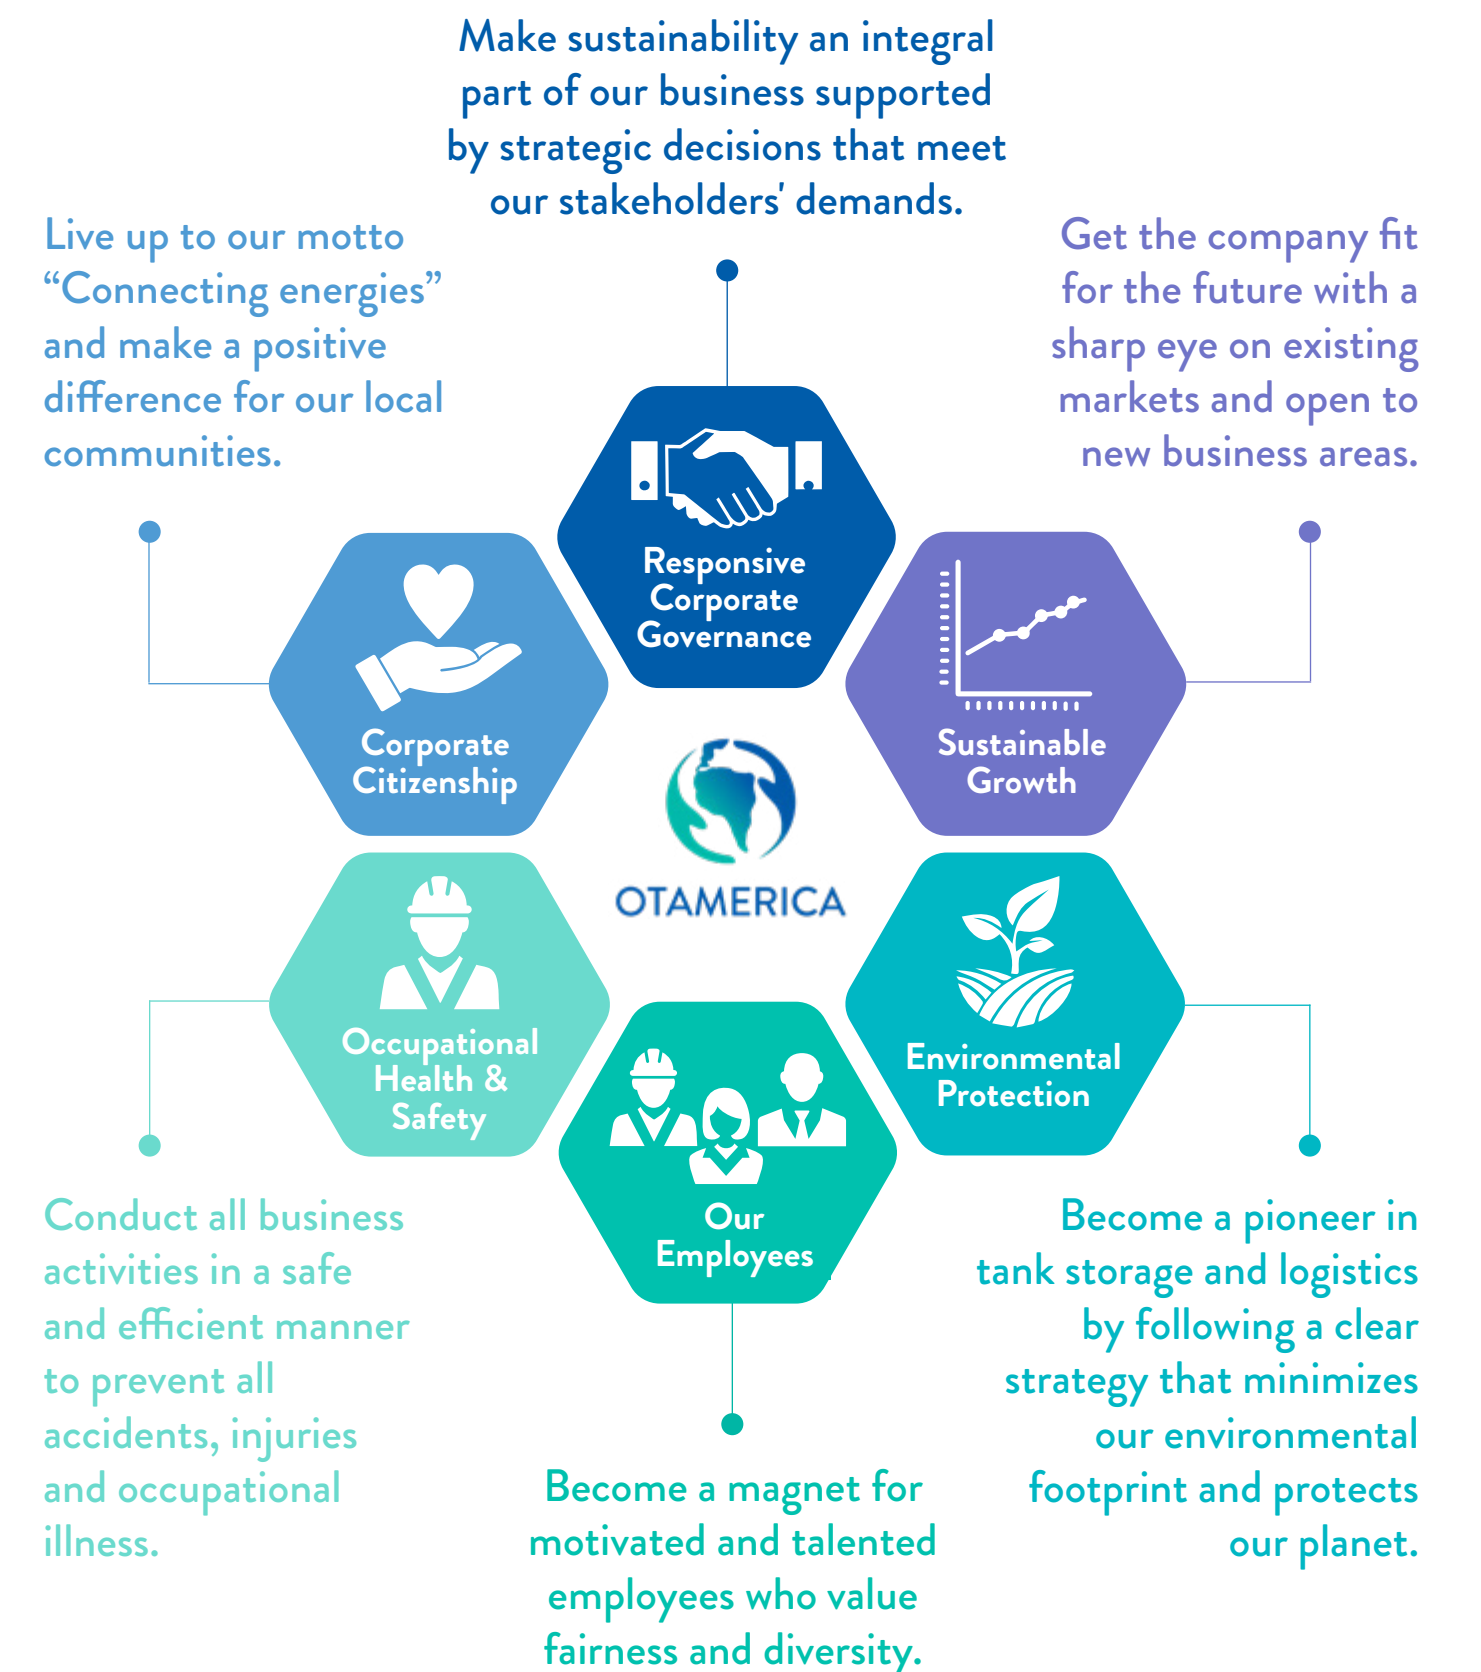 Make sustainability an integral
part of our business supported
by strategic decisions that meet
our stakeholders' demands.
Live up to our motto
“Connecting energies”
and make a positive
difference for our local
communities.
Get the company fit
for the future with a
sharp eye on existing
markets and open to
new business areas.
Responsive
Corporate
Governance
Corporate
Citizenship
Sustainable
Growth
OTAMERICA
Occupational
Health &
Safety
Environmental
Protection
Our
Employees
Conduct all business
activities in a safe
and efficient manner
to prevent all
accidents, injuries
and occupational
illness.
Become a magnet for
motivated and talented
employees who value
fairness and diversity.
Become a pioneer in
tank storage and logistics
by following a clear
strategy that minimizes
our environmental
footprint and protects
our planet.